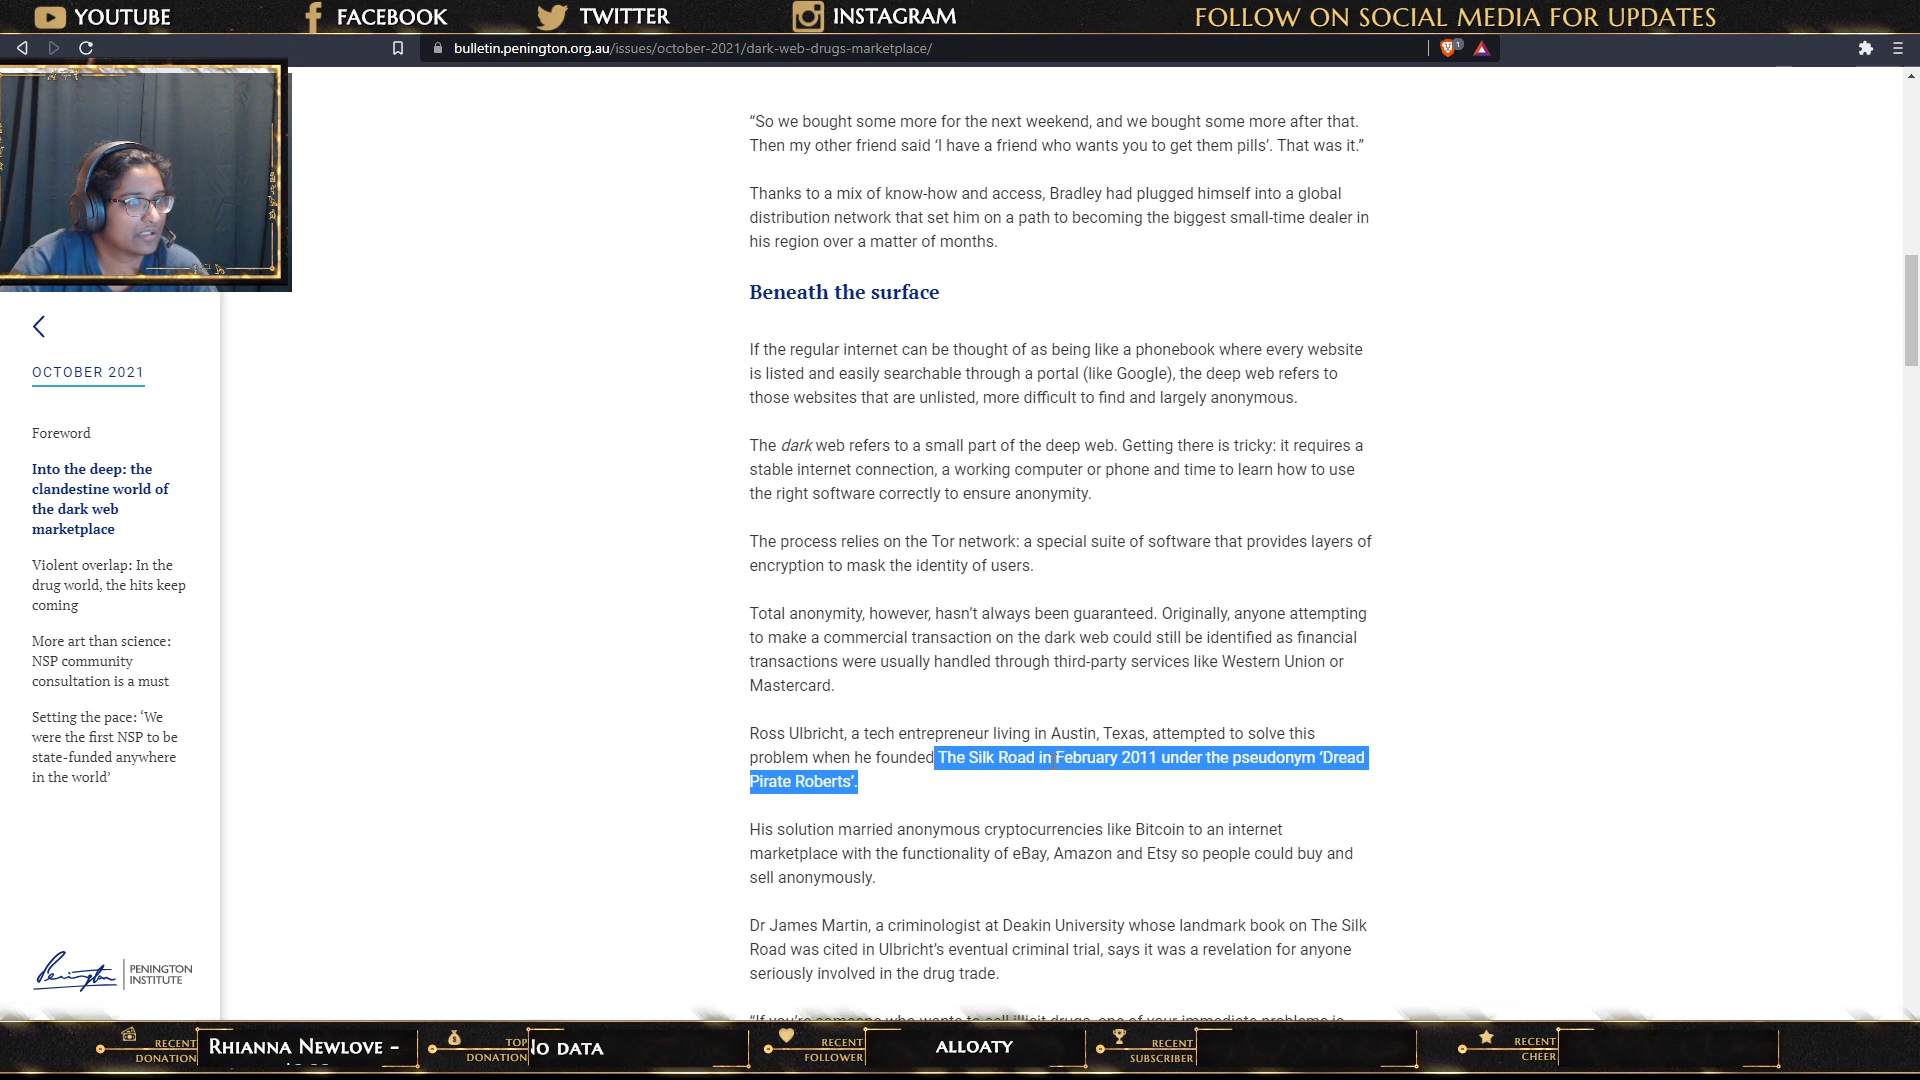 YOUTUBE
FACEBOOK
TWITTER
INSTAGRAM
FOLLOW ON SOCIAL MEDIA FOR UPDATES
bulletin.penington.org.au/issues/october-2021/dark-web-drugs-marketplace/
1
“So we bought some more for the next weekend, and we bought some more after that.
Then my other friend said ‘I have a friend who wants you to get them pills’. That was it.”
Thanks to a mix of know-how and access, Bradley had plugged himself into a global
distribution network that set him on a path to becoming the biggest small-time dealer in
his region over a matter of months.
Beneath the surface
If the regular internet can be thought of as being like a phonebook where every website
is listed and easily searchable through a portal (like Google), the deep web refers to
those websites that are unlisted, more difficult to find and largely anonymous.
The dark web refers to a small part of the deep web. Getting there is tricky: it requires a
stable internet connection, a working computer or phone and time to learn how to use
the right software correctly to ensure anonymity.
The process relies on the Tor network: a special suite of software that provides layers of
encryption to mask the identity of users.
Total anonymity, however, hasn’t always been guaranteed. Originally, anyone attempting
to make a commercial transaction on the dark web could still be identified as financial
transactions were usually handled through third-party services like Western Union or
Mastercard.
Ross Ulbricht, a tech entrepreneur living in Austin, Texas, attempted to solve this
problem when he founded The Silk Road in February 2011 under the pseudonym ‘Dread
Pirate Roberts’.
His solution married anonymous cryptocurrencies like Bitcoin to an internet
marketplace with the functionality of eBay, Amazon and Etsy so people could buy and
sell anonymously.
Dr James Martin, a criminologist at Deakin University whose landmark book on The Silk
Road was cited in Ulbricht’s eventual criminal trial, says it was a revelation for anyone
seriously involved in the drug trade.
“If you’re someone who wants to sell illicit drugs, one of your immediate problems is
OCTOBER 2021
Foreword
Into the deep: the
clandestine world of
the dark web
marketplace
Violent overlap: In the
drug world, the hits keep
coming
More art than science:
NSP community
consultation is a must
Setting the pace: ‘We
were the first NSP to be
state-funded anywhere
in the world’
Penington
PENINGTON
INSTITUTE
RECENT
DONATION
RHIANNA NEWLOVE -
TOP
DONATION
NO DATA
RECENT
FOLLOWER
ALLOATY
RECENT
SUBSCRIBER
RECENT
CHEER